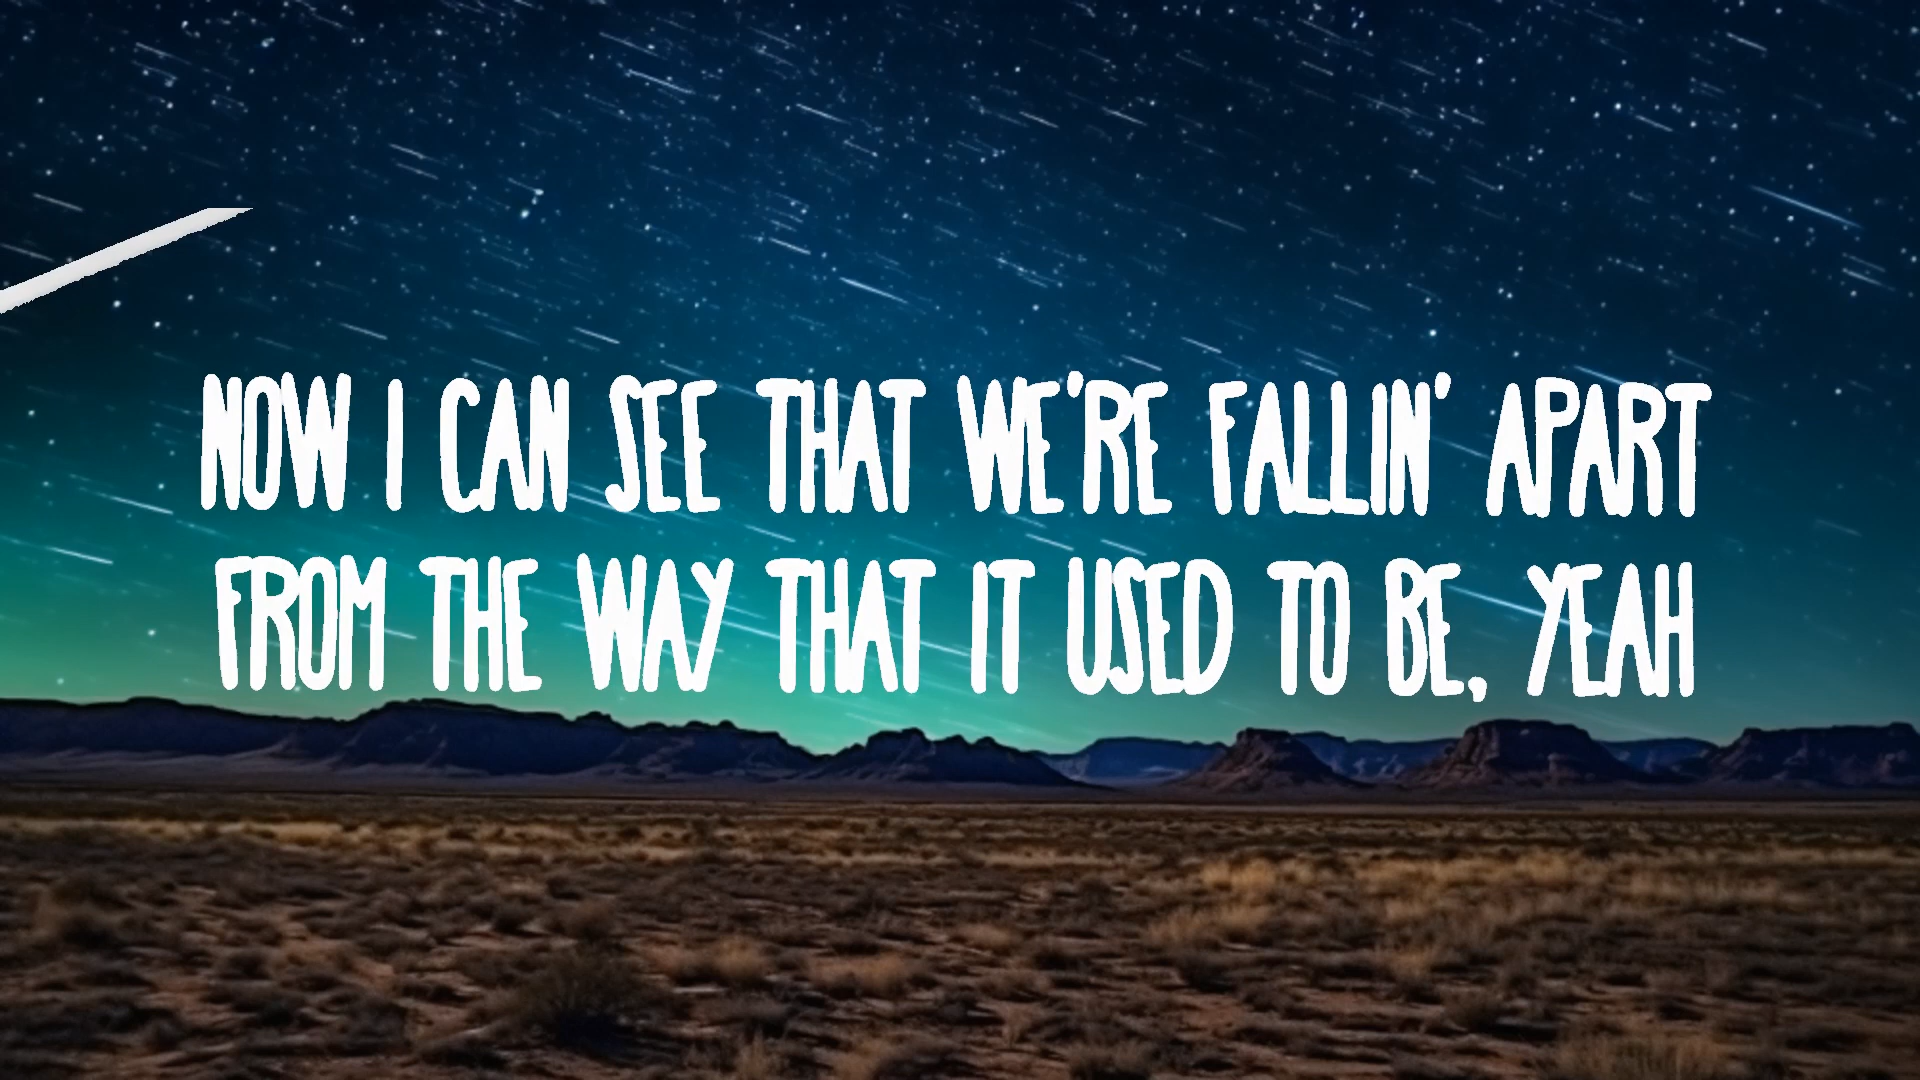 NOW I CAN SEE THAT WE'RE FALLIN' APART
FROM THE WAY THAT IT USED TO BE, YEAH